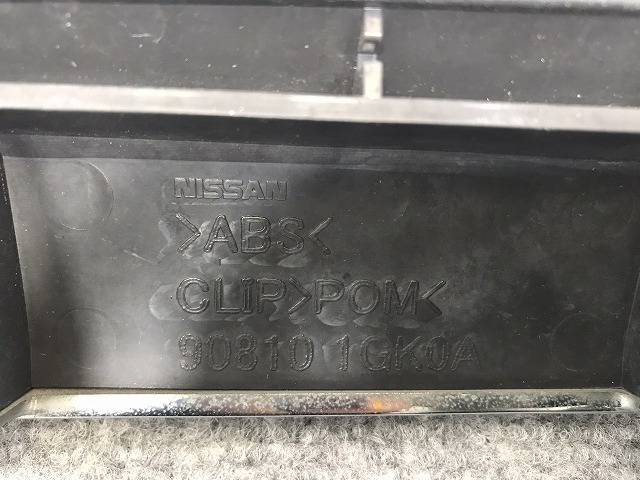 NISSAN
>ABS<
CLIP>POM<
90810 1GK0A